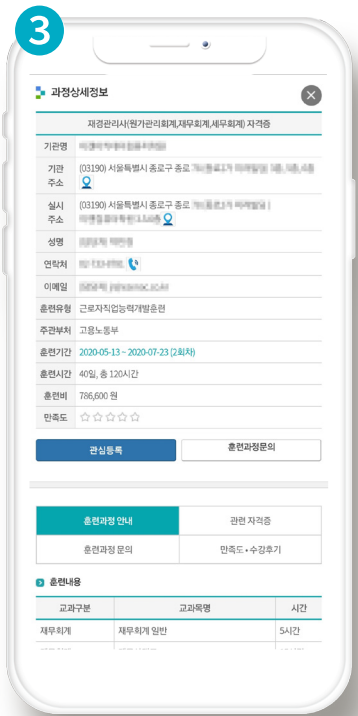 3
과정상세정보
재경관리사(원가관리회계,재무회계,세무회계) 자격증
기관명
기관 주소 (03190) 서울특별시 종로구 종로
실시 주소 (03190) 서울특별시 종로구 종로
성명
연락처
이메일
훈련유형 근로자직업능력개발훈련
주관부처 고용노동부
훈련기간 2020-05-13 ~ 2020-07-23 (2회차)
훈련시간 40일, 총 120시간
훈련비 786,600 원
만족도 ☆☆☆☆☆
관심등록 훈련과정문의
훈련과정 안내 관련 자격증
훈련과정 문의 만족도•수강후기
훈련내용
교과구분 교과목명 시간
재무회계 재무회계 일반 5시간